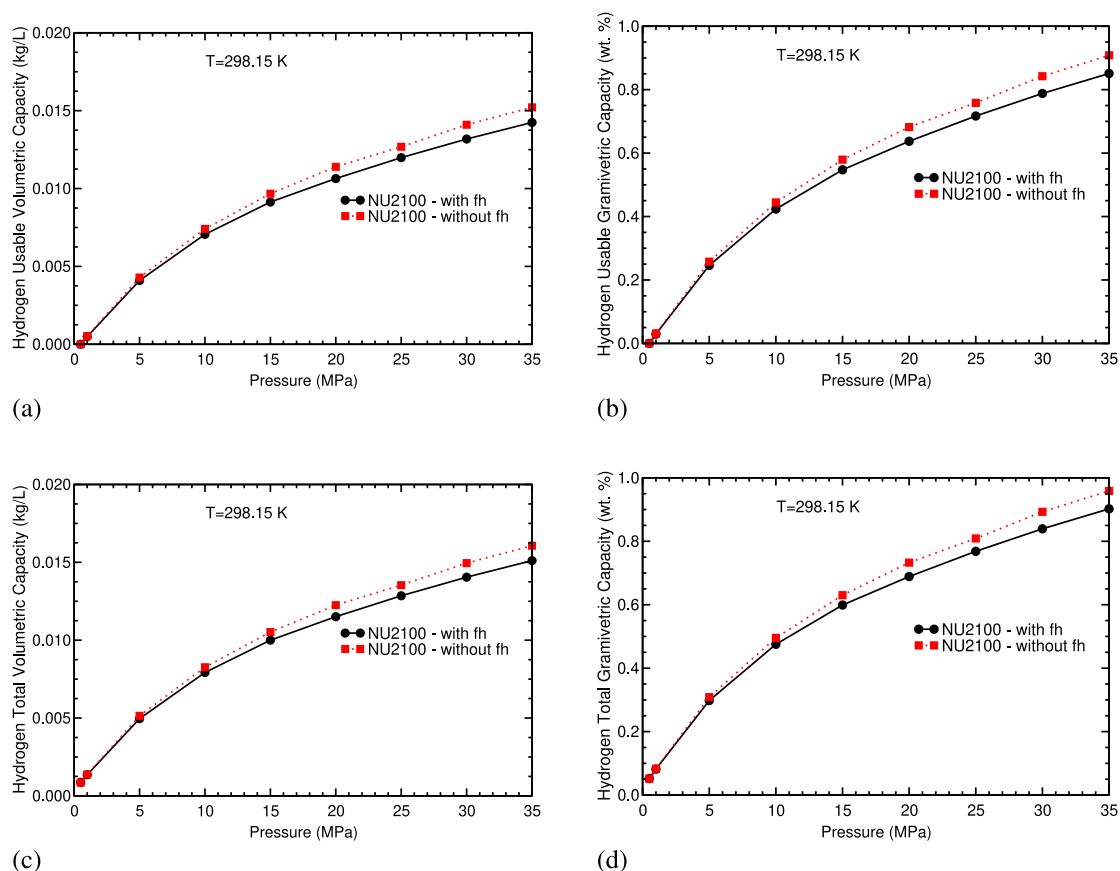 0.020
0.015
0.010
0.005
0.000
Hydrogen Usable Volumetric Capacity (kg/L)
T=298.15 K
NU2100 - with fh
NU2100 - without fh
0 5 10 15 20 25 30 35
Pressure (MPa)
(a)
1.0
0.8
0.6
0.4
0.2
0.0
Hydrogen Usable Gramivetric Capacity (wt. %)
T=298.15 K
NU2100 - with fh
NU2100 - without fh
0 5 10 15 20 25 30 35
Pressure (MPa)
(b)
0.020
0.015
0.010
0.005
0.000
Hydrogen Total Volumetric Capacity (kg/L)
T=298.15 K
NU2100 - with fh
NU2100 - without fh
0 5 10 15 20 25 30 35
Pressure (MPa)
(c)
1.0
0.8
0.6
0.4
0.2
0.0
Hydrogen Total Gramivetric Capacity (wt. %)
T=298.15 K
NU2100 - with fh
NU2100 - without fh
0 5 10 15 20 25 30 35
Pressure (MPa)
(d)